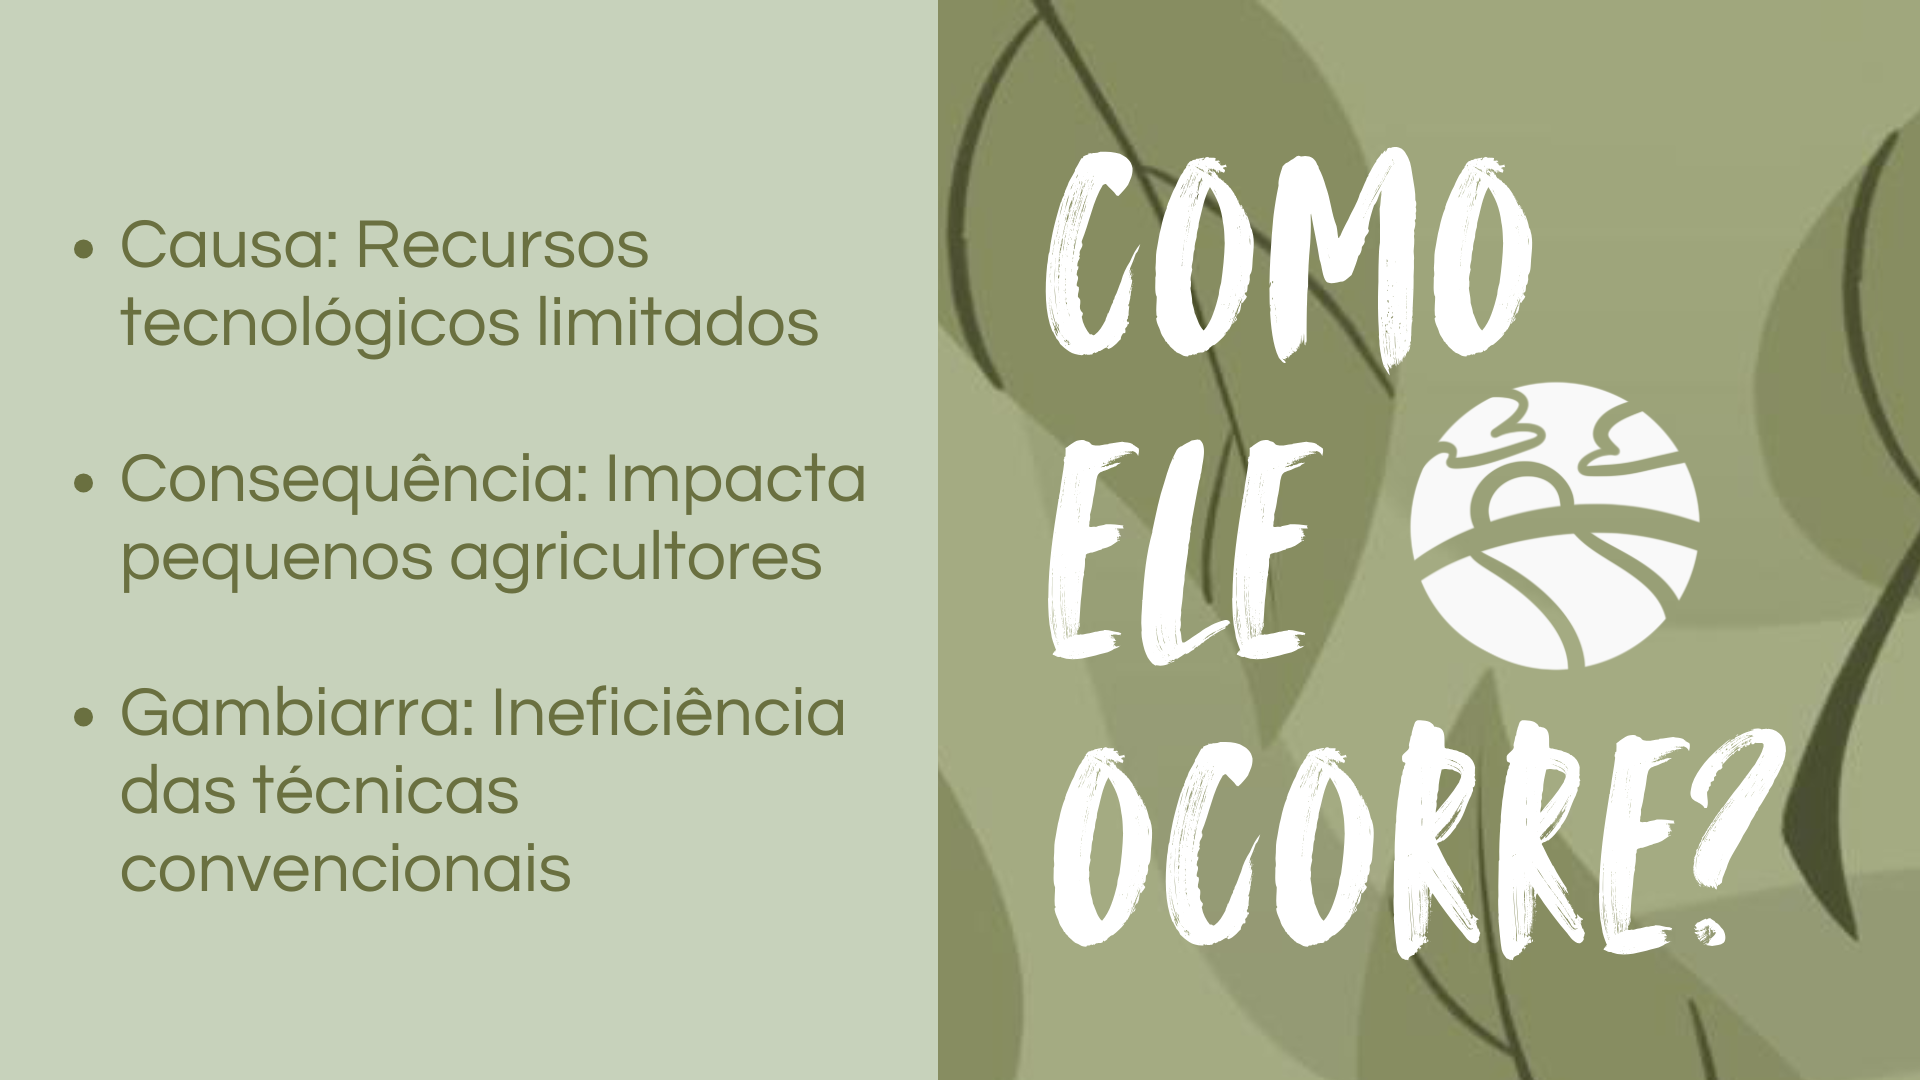 • Causa: Recursos
tecnológicos limitados
• Consequência: Impacta
pequenos agricultores
• Gambiarra: Ineficiência
das técnicas
convencionais
COMO
ELE
OCORRE?